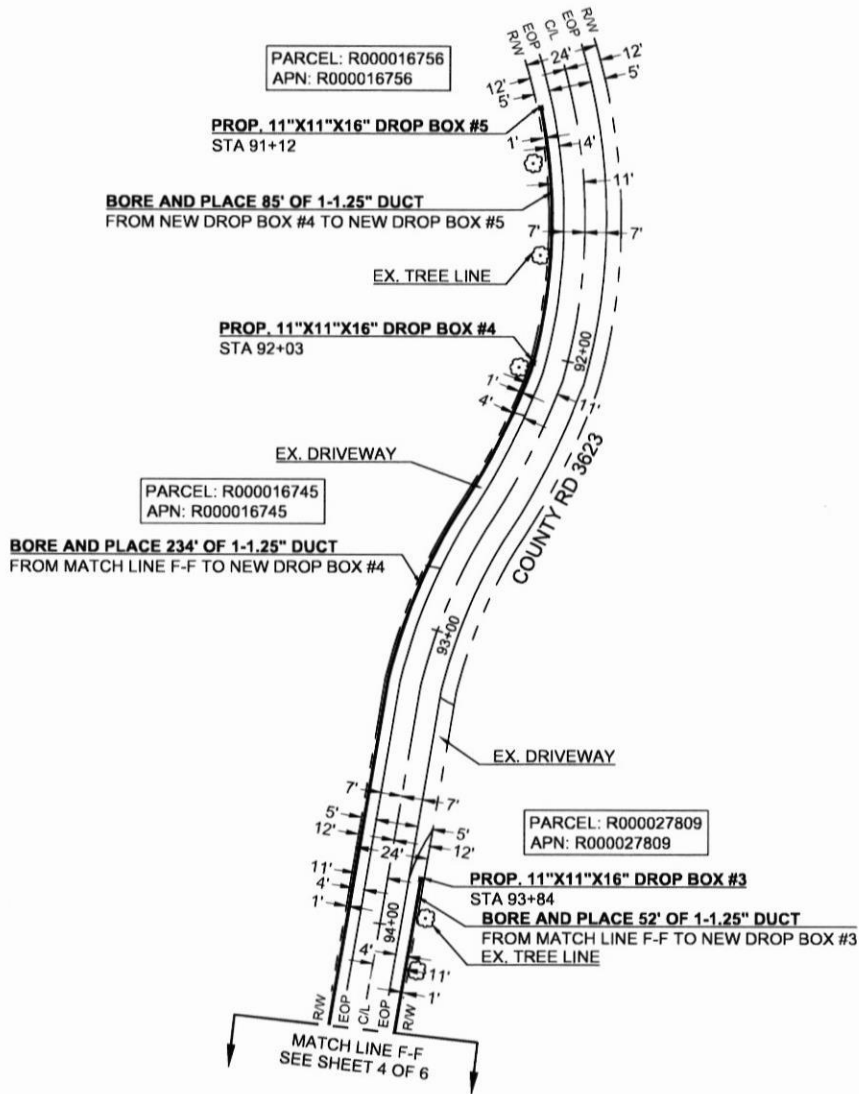 R/W
EOP
C/L
EOP
R/W
24'
12'
5'
12'
5'
PARCEL: R000016756
APN: R000016756
PROP. 11"X11"X16" DROP BOX #5
STA 91+12
1'
4'
11'
BORE AND PLACE 85' OF 1-1.25" DUCT
FROM NEW DROP BOX #4 TO NEW DROP BOX #5
7'
7'
EX. TREE LINE
PROP. 11"X11"X16" DROP BOX #4
STA 92+03
92+00
1'
4'
11'
EX. DRIVEWAY
COUNTY RD 3623
PARCEL: R000016745
APN: R000016745
BORE AND PLACE 234' OF 1-1.25" DUCT
FROM MATCH LINE F-F TO NEW DROP BOX #4
93+00
EX. DRIVEWAY
7'
7'
5'
5'
12'
24'
12'
PARCEL: R000027809
APN: R000027809
11'
4'
1'
PROP. 11"X11"X16" DROP BOX #3
STA 93+84
BORE AND PLACE 52' OF 1-1.25" DUCT
FROM MATCH LINE F-F TO NEW DROP BOX #3
EX. TREE LINE
94+00
4'
11'
1'
R/W
EOP
C/L
EOP
R/W
MATCH LINE F-F
SEE SHEET 4 OF 6